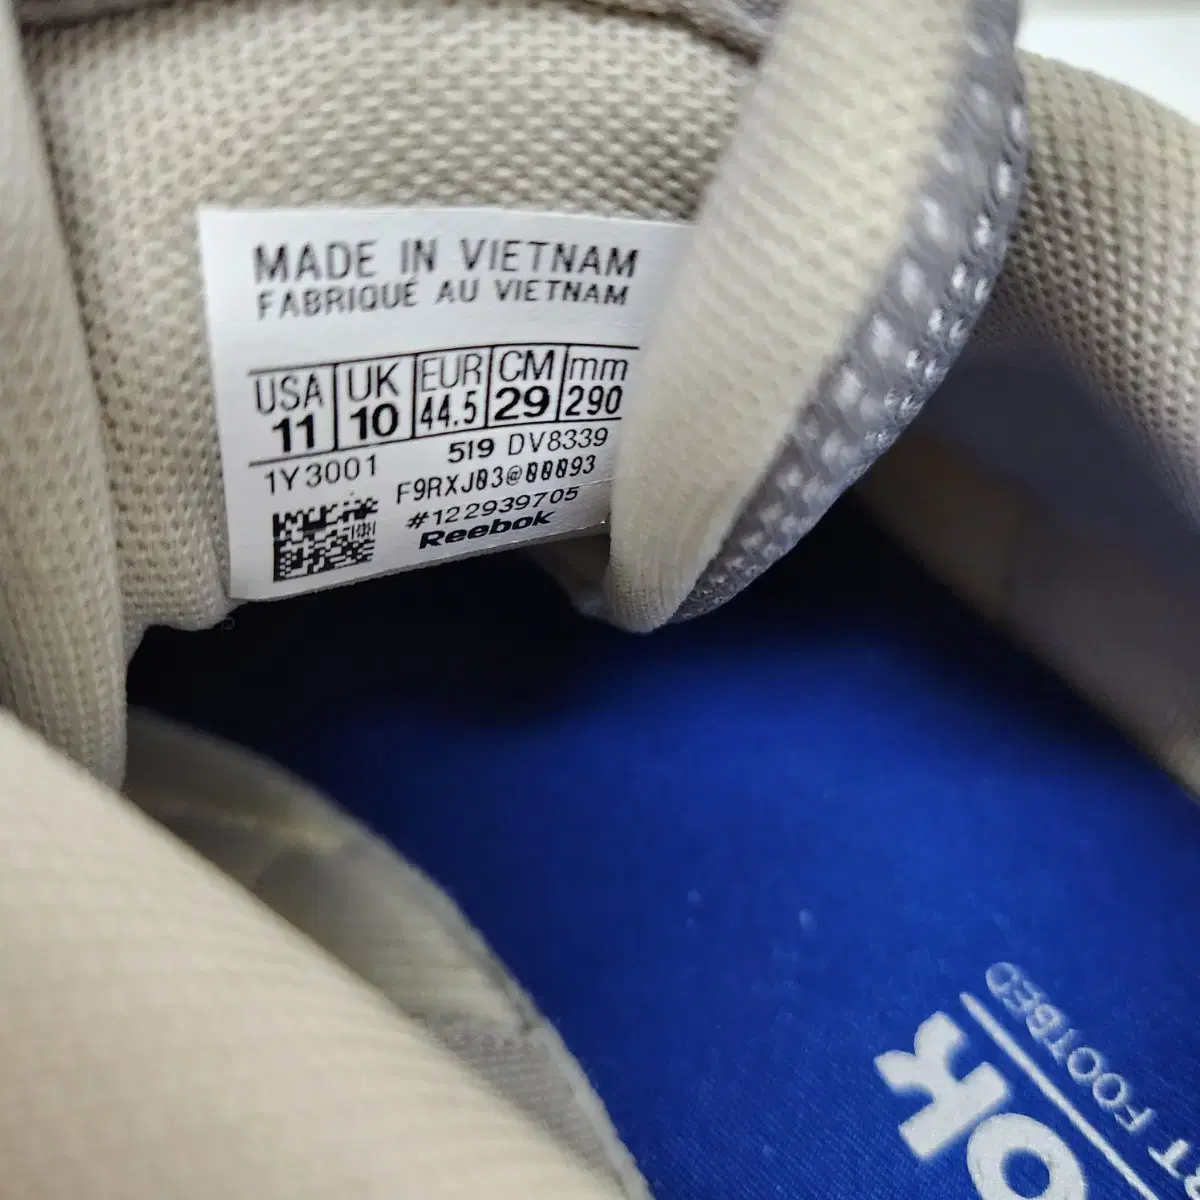 MADE IN VIETNAM
FABRIQUÉ AU VIETNAM
USA UK EUR CM mm
11 10 44.5 29 290
519 DV8339
1Y3001
F9RXJ03@00093
#122939705
Reebok
FOOTBED
ok